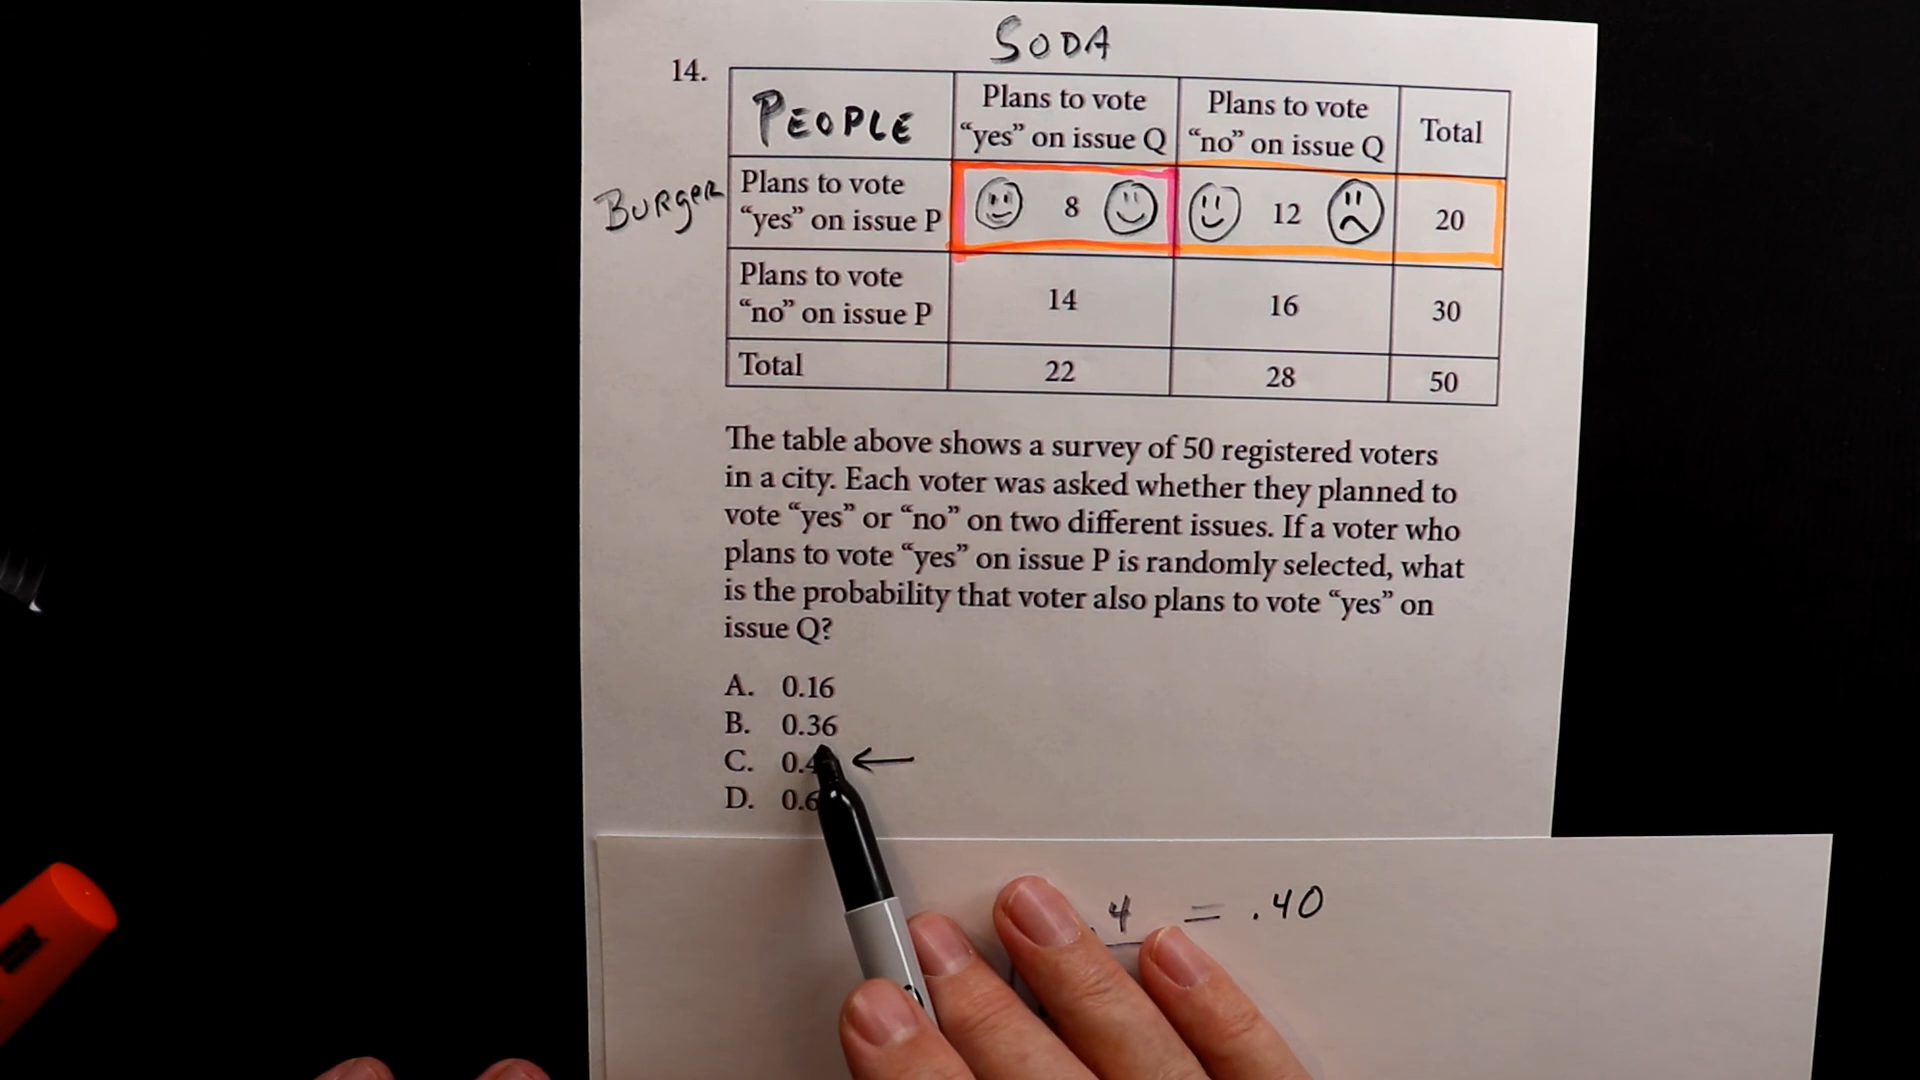 SODA
14.
PEOPLE
Plans to vote
"yes" on issue Q
Plans to vote
"no" on issue Q
Total
BURGER
Plans to vote
"yes" on issue P
8
12
20
Plans to vote
"no" on issue P
14
16
30
Total
22
28
50
The table above shows a survey of 50 registered voters
in a city. Each voter was asked whether they planned to
vote "yes" or "no" on two different issues. If a voter who
plans to vote "yes" on issue P is randomly selected, what
is the probability that voter also plans to vote "yes" on
issue Q?
A. 0.16
B. 0.36
C. 0.4
D. 0.6
.4 = .40